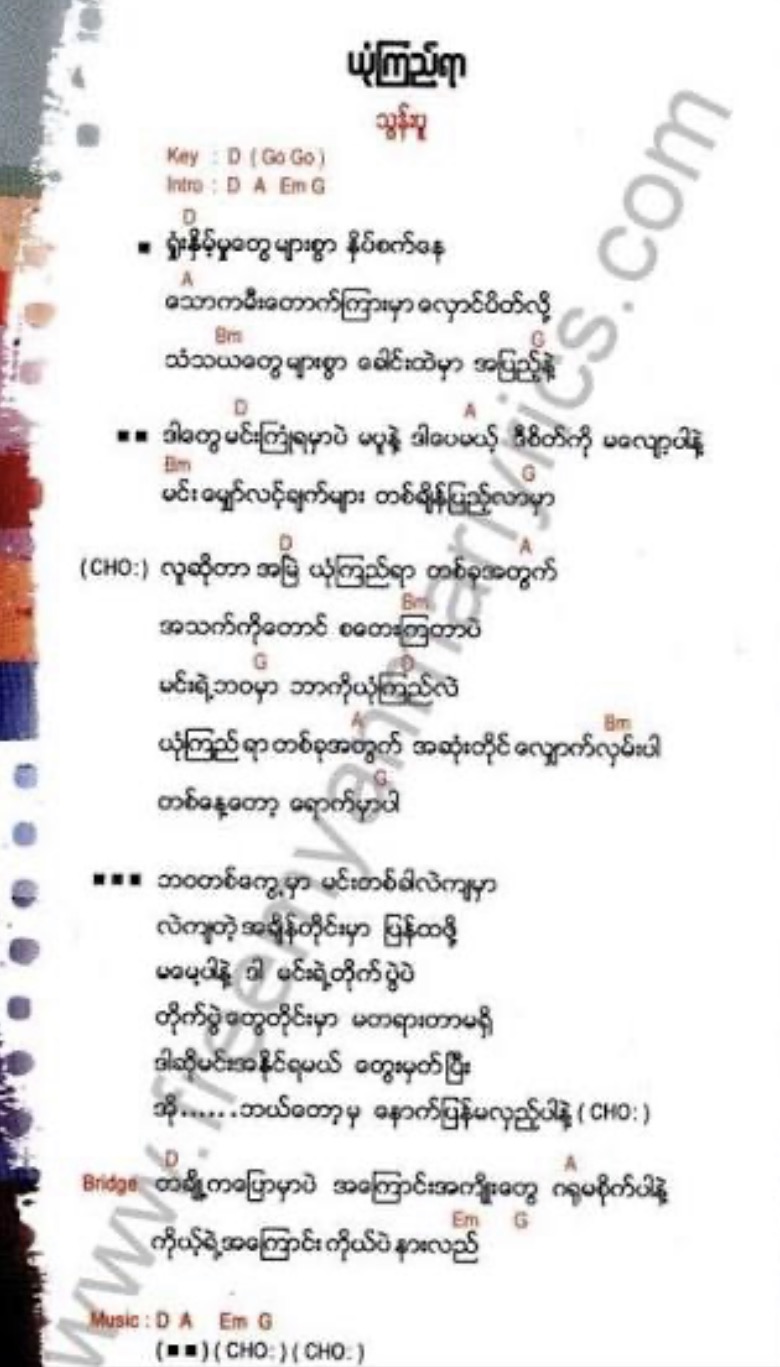 ယုံကြည်ရာ
သွန်းပူ
Key : D ( Go Go )
Intro : D A Em G
D
■ ရှုံးနိမ့်မှုတွေ များစွာ နှိပ်စက်နေ
A
သောကမီးတောက်ကြားမှာ လှောင်ပိတ်လို့
Bm G
သံသယတွေ များစွာ ခေါင်းထဲမှာ အပြည့်နဲ့
D A
■ ■ ဒါတွေ မင်းကြုံရမှာပဲ မပူနဲ့ ဒါပေမယ့် ဒီစိတ်ကို မလျော့ပါနဲ့
Bm G
မင်း မျှော်လင့်ချက်များ တစ်ချိန်ပြည့်လာမှာ
D A
(CHO:) လူဆိုတာ အမြဲ ယုံကြည်ရာ တစ်ခုအတွက်
Bm
အသက်ကိုတောင် စတေးကြတာပဲ
G D
မင်းရဲ့ဘဝမှာ ဘာကိုယုံကြည်လဲ
A Bm
ယုံကြည် ရာ တစ်ခုအတွက် အဆုံးတိုင် လျှောက်လှမ်းပါ
G
တစ်နေ့တော့ ရောက်မှာပါ
■ ■ ■ ဘဝတစ်ကွေ့မှာ မင်းတစ်ခါလဲကျမှာ
လဲကျတဲ့ အချိန်တိုင်းမှာ ပြန်ထဖို့
မမေ့ပါနဲ့ ဒါ မင်းရဲ့တိုက်ပွဲပဲ
တိုက်ပွဲတွေတိုင်းမှာ မတရားတာမရှိ
ဒါဆိုမင်းအနိုင်ရမယ် တွေးမှတ်ပြီး
အို......ဘယ်တော့မှ နောက်ပြန်မလှည့်ပါနဲ့ ( CHO: )
D A
Bridge တချို့ကပြောမှာပဲ အကြောင်းအကျိုးတွေ ဂရုမစိုက်ပါနဲ့
Em G
ကိုယ့်ရဲ့အကြောင်း ကိုယ်ပဲ နားလည်
Music : D A Em G
( ■ ■ ) ( CHO: ) ( CHO: )
www.freemyanmarlyrics.com